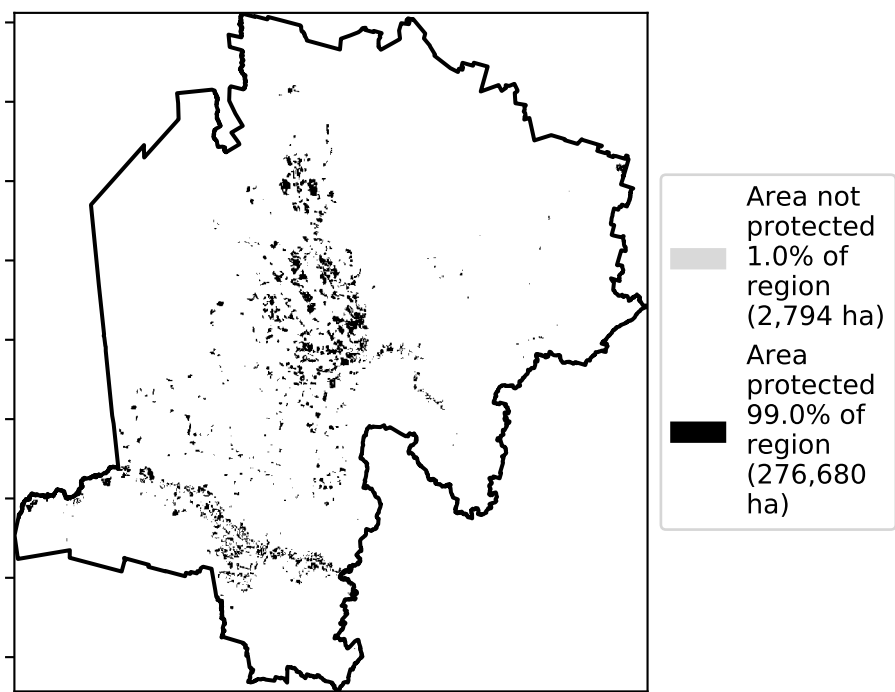 Area not
protected
1.0% of
region
(2,794 ha)
Area
protected
99.0% of
region
(276,680
ha)